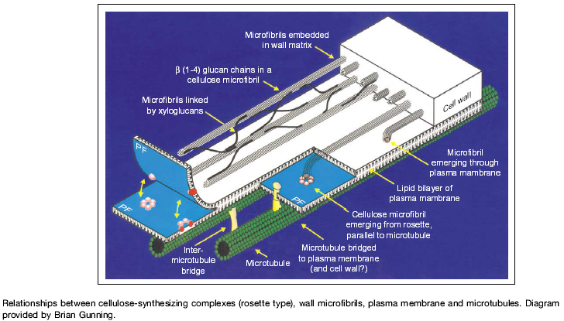 Microfibrils embedded
in wall matrix
β (1–4) glucan chains in a
cellulose microfibril
Microfibrils linked
by xyloglucans
Cell wall
PF
Microfibril
emerging through
plasma membrane
Lipid bilayer of
plasma membrane
PF
PF
Cellulose microfibril
emerging from rosette,
parallel to microtubule
Inter-
microtubule
bridge
Microtubule
Microtubule bridged
to plasma membrane
(and cell wall?)
Relationships between cellulose-synthesizing complexes (rosette type), wall microfibrils, plasma membrane and microtubules. Diagram
provided by Brian Gunning.